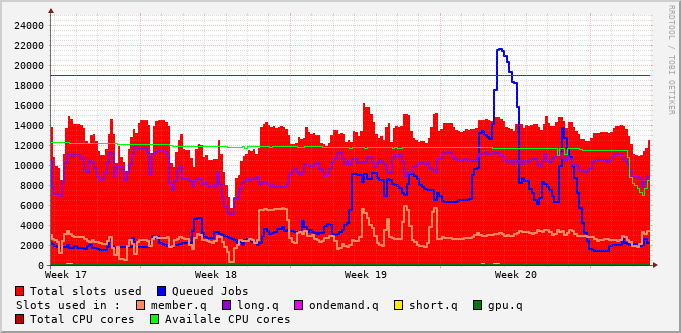 24000
22000
20000
18000
16000
14000
12000
10000
8000
6000
4000
2000
0
Week 17 Week 18 Week 19 Week 20
RRDTOOL / TOBI OETIKER
Total slots used Queued Jobs
Slots used in : member.q long.q ondemand.q short.q gpu.q
Total CPU cores Availale CPU cores